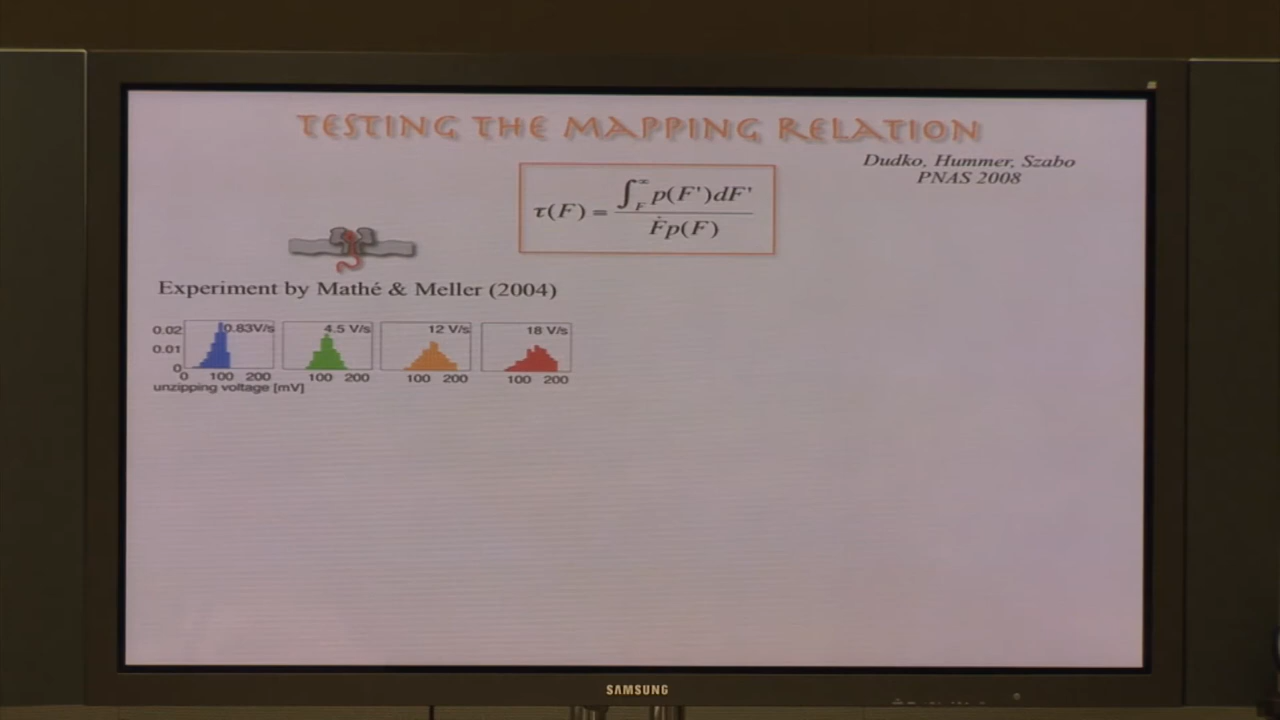 TESTING THE MAPPING RELATION
Dudko, Hummer, Szabo
PNAS 2008
τ(F) = ∫_F^∞ p(F')dF' / Ḟp(F)
Experiment by Mathé & Meller (2004)
0.83V/s 4.5 V/s 12 V/s 18 V/s
0.02
0.01
0
0 100 200 100 200 100 200 100 200
unzipping voltage [mV]
SAMSUNG